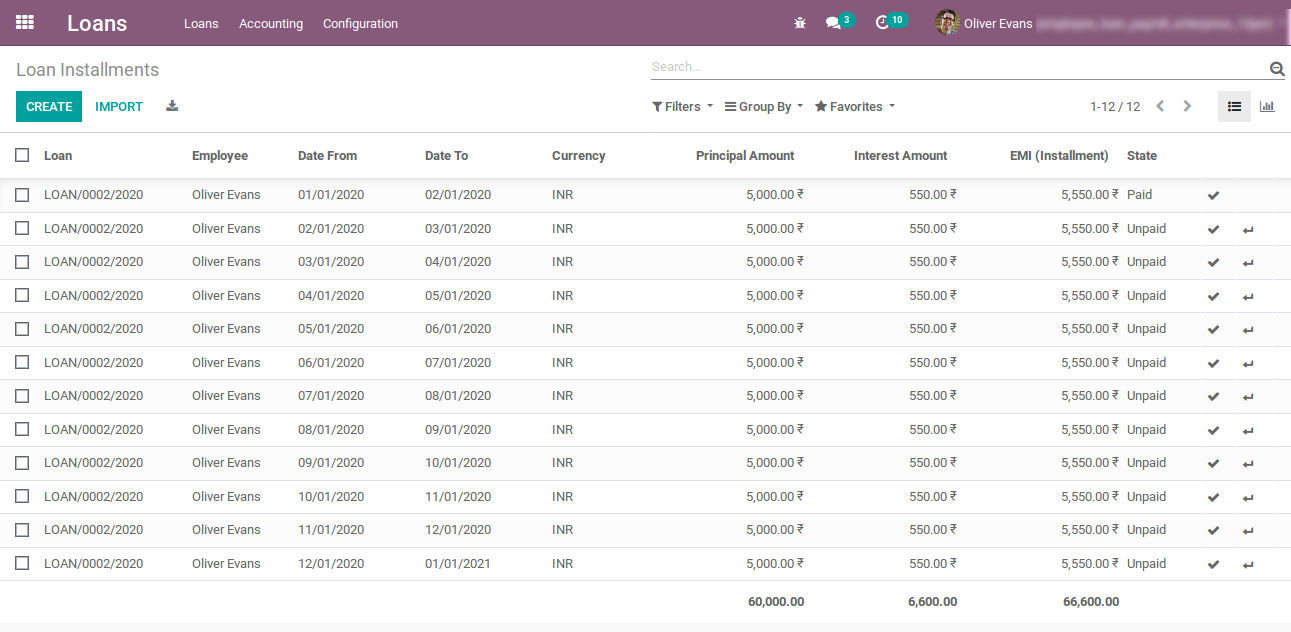 Loans Loans Accounting Configuration 3 10 Oliver Evans
Loan Installments Search...
CREATE IMPORT Filters Group By Favorites 1-12 / 12
Loan Employee Date From Date To Currency Principal Amount Interest Amount EMI (Installment) State
LOAN/0002/2020 Oliver Evans 01/01/2020 02/01/2020 INR 5,000.00 ₹ 550.00 ₹ 5,550.00 ₹ Paid
LOAN/0002/2020 Oliver Evans 02/01/2020 03/01/2020 INR 5,000.00 ₹ 550.00 ₹ 5,550.00 ₹ Unpaid
LOAN/0002/2020 Oliver Evans 03/01/2020 04/01/2020 INR 5,000.00 ₹ 550.00 ₹ 5,550.00 ₹ Unpaid
LOAN/0002/2020 Oliver Evans 04/01/2020 05/01/2020 INR 5,000.00 ₹ 550.00 ₹ 5,550.00 ₹ Unpaid
LOAN/0002/2020 Oliver Evans 05/01/2020 06/01/2020 INR 5,000.00 ₹ 550.00 ₹ 5,550.00 ₹ Unpaid
LOAN/0002/2020 Oliver Evans 06/01/2020 07/01/2020 INR 5,000.00 ₹ 550.00 ₹ 5,550.00 ₹ Unpaid
LOAN/0002/2020 Oliver Evans 07/01/2020 08/01/2020 INR 5,000.00 ₹ 550.00 ₹ 5,550.00 ₹ Unpaid
LOAN/0002/2020 Oliver Evans 08/01/2020 09/01/2020 INR 5,000.00 ₹ 550.00 ₹ 5,550.00 ₹ Unpaid
LOAN/0002/2020 Oliver Evans 09/01/2020 10/01/2020 INR 5,000.00 ₹ 550.00 ₹ 5,550.00 ₹ Unpaid
LOAN/0002/2020 Oliver Evans 10/01/2020 11/01/2020 INR 5,000.00 ₹ 550.00 ₹ 5,550.00 ₹ Unpaid
LOAN/0002/2020 Oliver Evans 11/01/2020 12/01/2020 INR 5,000.00 ₹ 550.00 ₹ 5,550.00 ₹ Unpaid
LOAN/0002/2020 Oliver Evans 12/01/2020 01/01/2021 INR 5,000.00 ₹ 550.00 ₹ 5,550.00 ₹ Unpaid
60,000.00 6,600.00 66,600.00